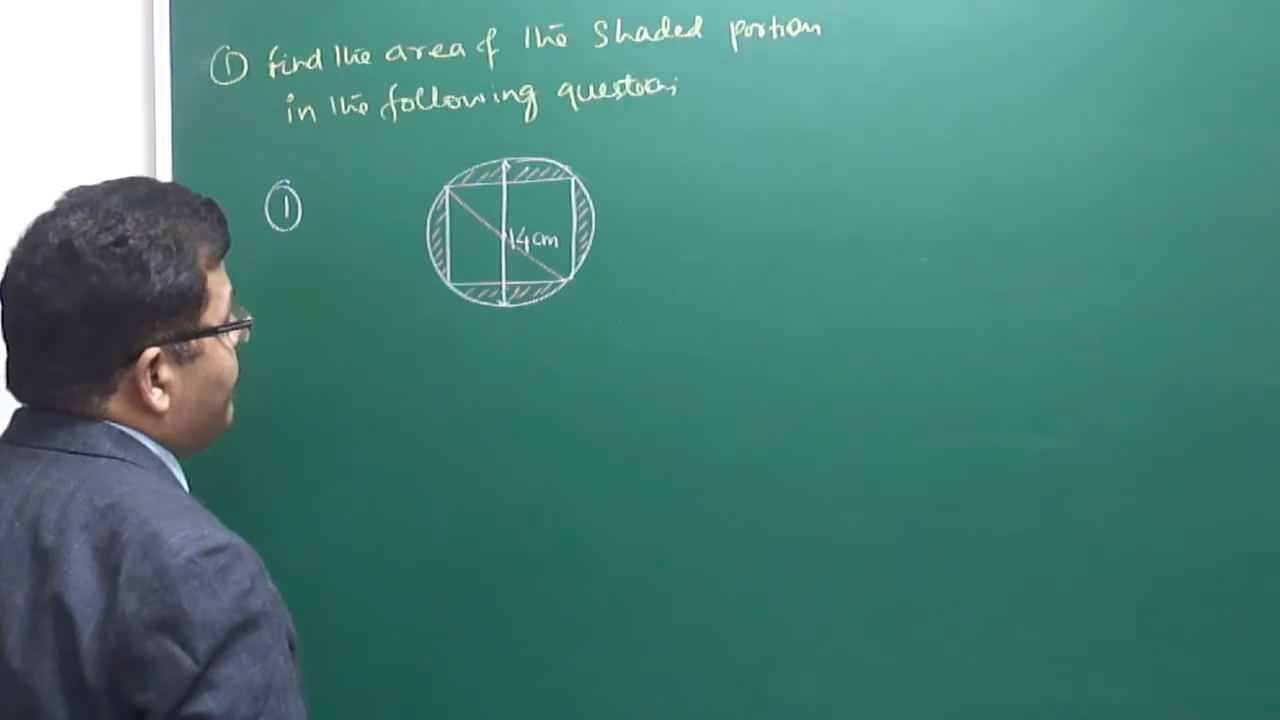 ① find the area of the shaded portion
in the following question;
①
14cm